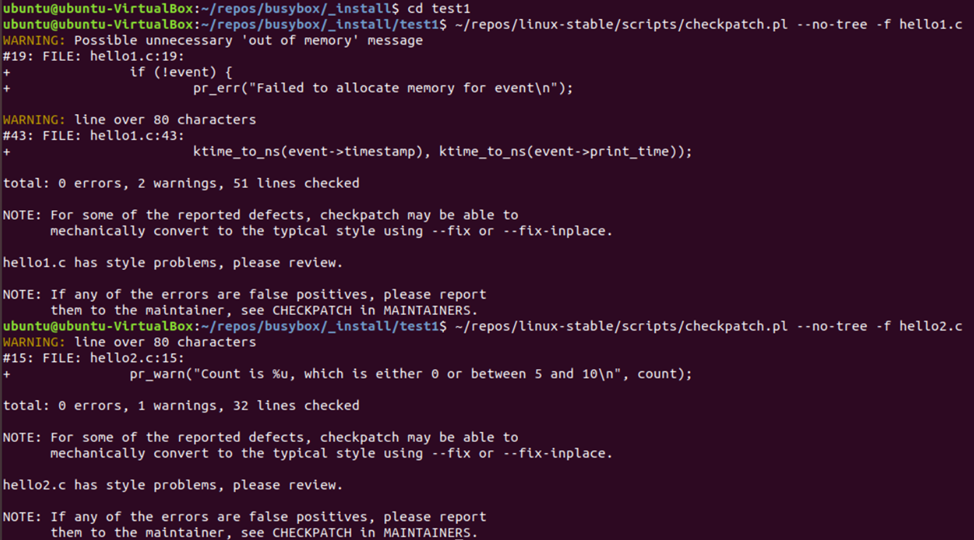 ubuntu@ubuntu-VirtualBox:~/repos/busybox/_install$ cd test1
ubuntu@ubuntu-VirtualBox:~/repos/busybox/_install/test1$ ~/repos/linux-stable/scripts/checkpatch.pl --no-tree -f hello1.c
WARNING: Possible unnecessary 'out of memory' message
#19: FILE: hello1.c:19:
+               if (!event) {
+                       pr_err("Failed to allocate memory for event\n");

WARNING: line over 80 characters
#43: FILE: hello1.c:43:
+                       ktime_to_ns(event->timestamp), ktime_to_ns(event->print_time));

total: 0 errors, 2 warnings, 51 lines checked

NOTE: For some of the reported defects, checkpatch may be able to
      mechanically convert to the typical style using --fix or --fix-inplace.

hello1.c has style problems, please review.

NOTE: If any of the errors are false positives, please report
      them to the maintainer, see CHECKPATCH in MAINTAINERS.
ubuntu@ubuntu-VirtualBox:~/repos/busybox/_install/test1$ ~/repos/linux-stable/scripts/checkpatch.pl --no-tree -f hello2.c
WARNING: line over 80 characters
#15: FILE: hello2.c:15:
+               pr_warn("Count is %u, which is either 0 or between 5 and 10\n", count);

total: 0 errors, 1 warnings, 32 lines checked

NOTE: For some of the reported defects, checkpatch may be able to
      mechanically convert to the typical style using --fix or --fix-inplace.

hello2.c has style problems, please review.

NOTE: If any of the errors are false positives, please report
      them to the maintainer, see CHECKPATCH in MAINTAINERS.